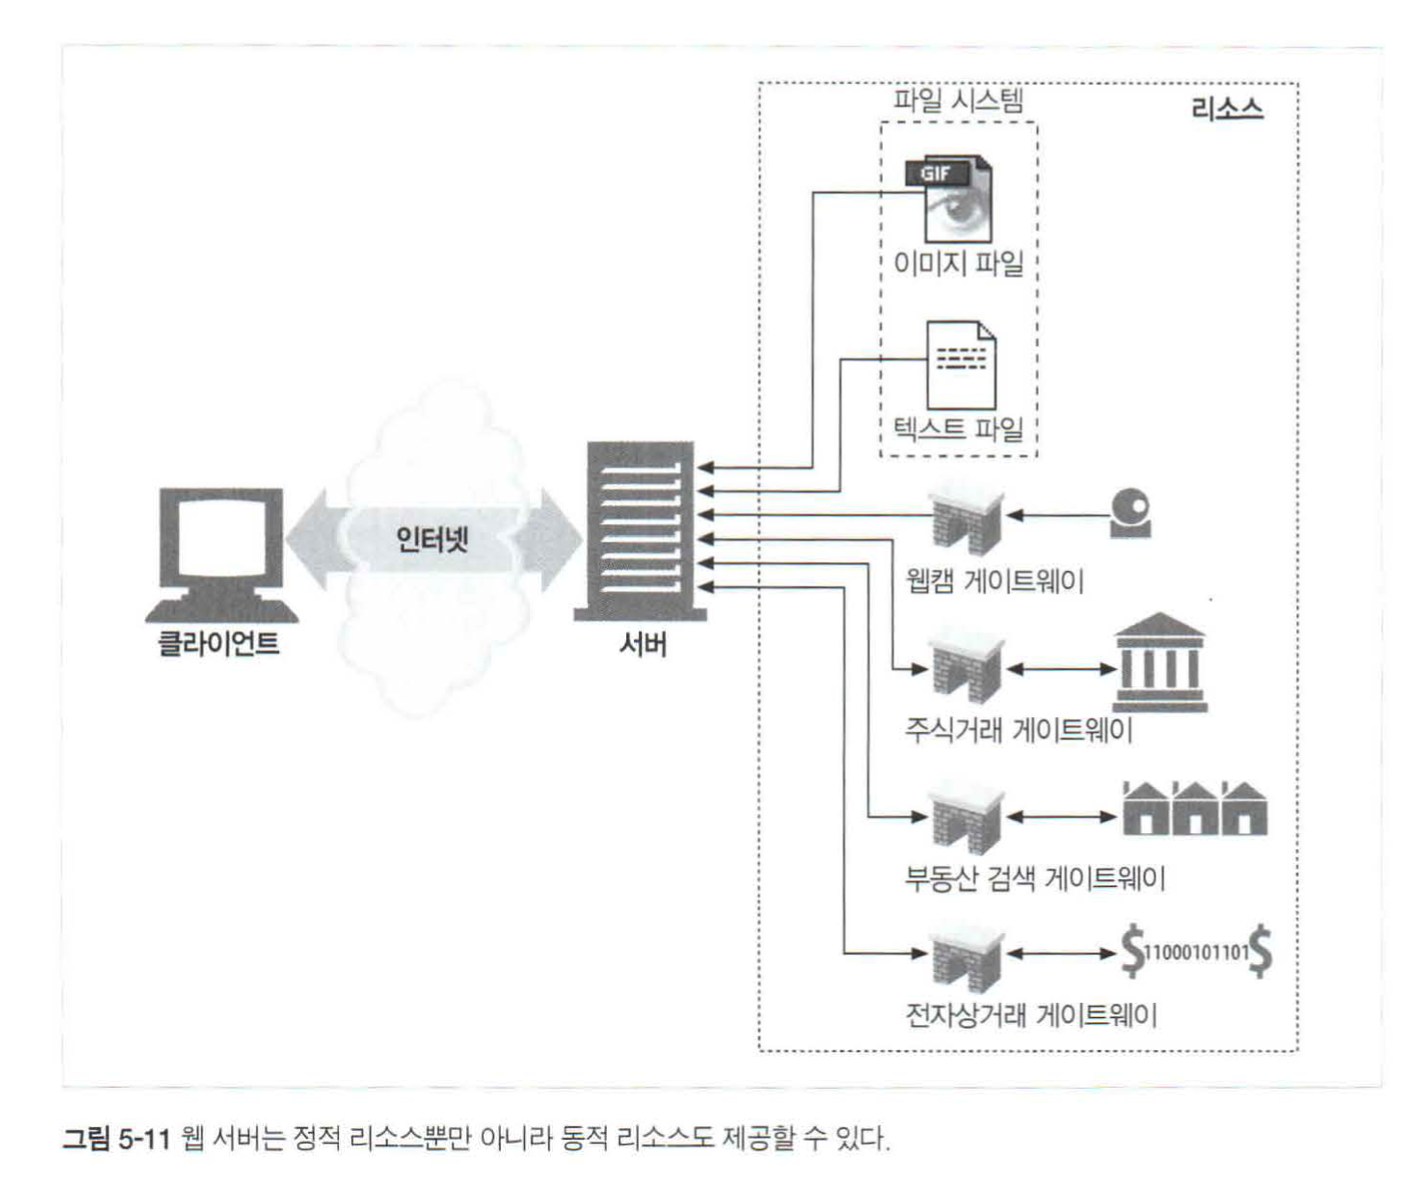 파일 시스템
리소스
GIF
이미지 파일
텍스트 파일
인터넷
클라이언트
서버
웹캠 게이트웨이
주식거래 게이트웨이
부동산 검색 게이트웨이
$11000101101$
전자상거래 게이트웨이
그림 5-11 웹 서버는 정적 리소스뿐만 아니라 동적 리소스도 제공할 수 있다.